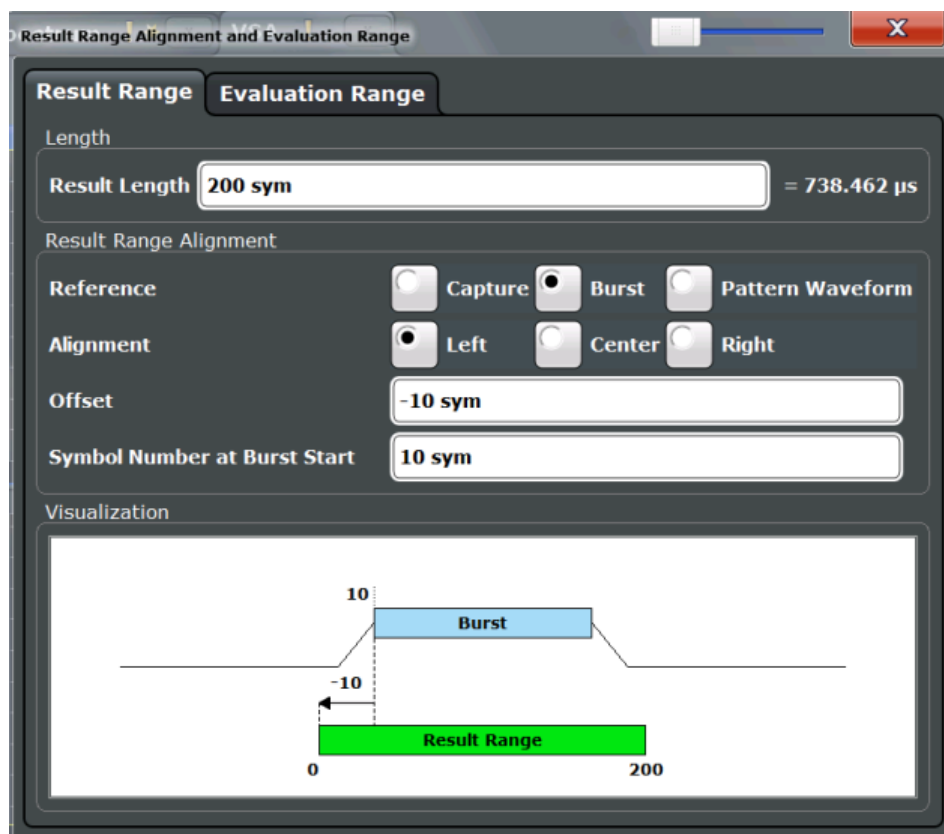 Result Range Alignment and Evaluation Range
X
Result Range Evaluation Range
Length
Result Length 200 sym = 738.462 µs
Result Range Alignment
Reference Capture Burst Pattern Waveform
Alignment Left Center Right
Offset -10 sym
Symbol Number at Burst Start 10 sym
Visualization
10
Burst
-10
Result Range
0 200